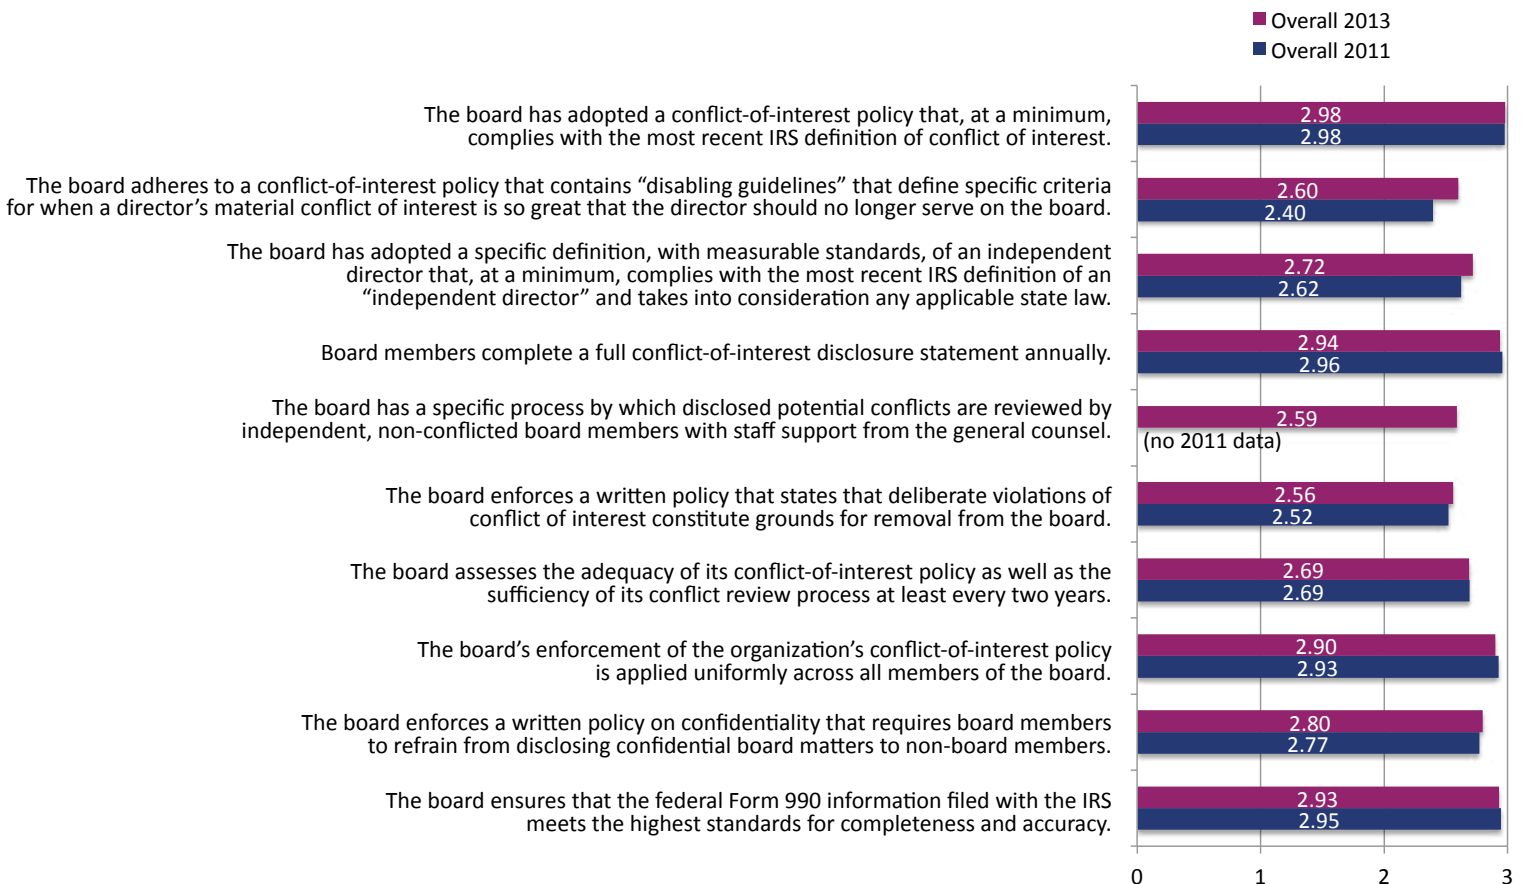 Overall 2013
Overall 2011
The board has adopted a conflict-of-interest policy that, at a minimum,
complies with the most recent IRS definition of conflict of interest.
2.98
2.98
The board adheres to a conflict-of-interest policy that contains “disabling guidelines” that define specific criteria
for when a director’s material conflict of interest is so great that the director should no longer serve on the board.
2.60
2.40
The board has adopted a specific definition, with measurable standards, of an independent
director that, at a minimum, complies with the most recent IRS definition of an
“independent director” and takes into consideration any applicable state law.
2.72
2.62
Board members complete a full conflict-of-interest disclosure statement annually.
2.94
2.96
The board has a specific process by which disclosed potential conflicts are reviewed by
independent, non-conflicted board members with staff support from the general counsel.
2.59
(no 2011 data)
The board enforces a written policy that states that deliberate violations of
conflict of interest constitute grounds for removal from the board.
2.56
2.52
The board assesses the adequacy of its conflict-of-interest policy as well as the
sufficiency of its conflict review process at least every two years.
2.69
2.69
The board’s enforcement of the organization’s conflict-of-interest policy
is applied uniformly across all members of the board.
2.90
2.93
The board enforces a written policy on confidentiality that requires board members
to refrain from disclosing confidential board matters to non-board members.
2.80
2.77
The board ensures that the federal Form 990 information filed with the IRS
meets the highest standards for completeness and accuracy.
2.93
2.95
0 1 2 3